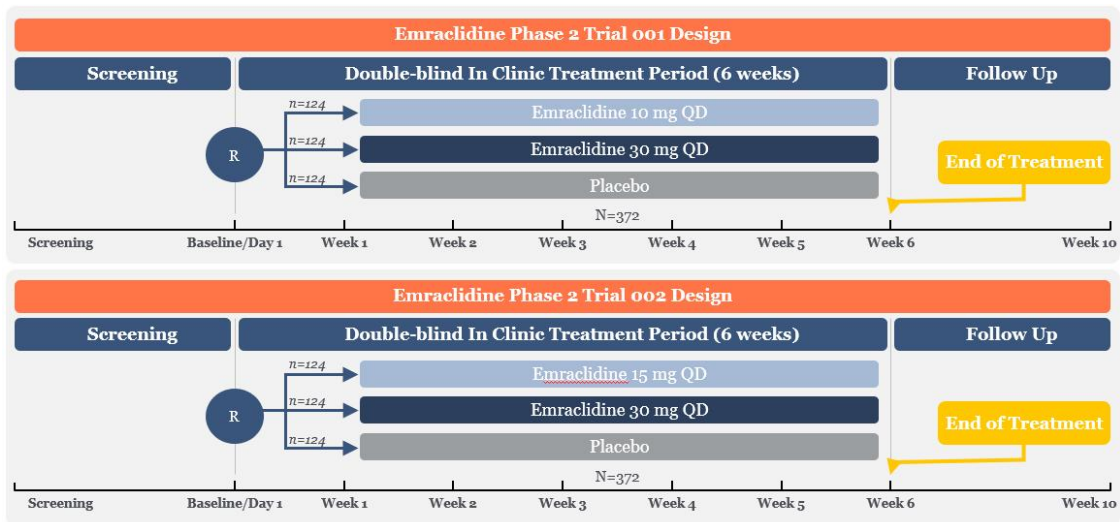 Emraclidine Phase 2 Trial 001 Design
Screening
Double-blind In Clinic Treatment Period (6 weeks)
Follow Up
n=124
Emraclidine 10 mg QD
R
n=124
Emraclidine 30 mg QD
n=124
Placebo
End of Treatment
N=372
Screening
Baseline/Day 1
Week 1
Week 2
Week 3
Week 4
Week 5
Week 6
Week 10
Emraclidine Phase 2 Trial 002 Design
Screening
Double-blind In Clinic Treatment Period (6 weeks)
Follow Up
n=124
Emraclidine 15 mg QD
R
n=124
Emraclidine 30 mg QD
n=124
Placebo
End of Treatment
N=372
Screening
Baseline/Day 1
Week 1
Week 2
Week 3
Week 4
Week 5
Week 6
Week 10